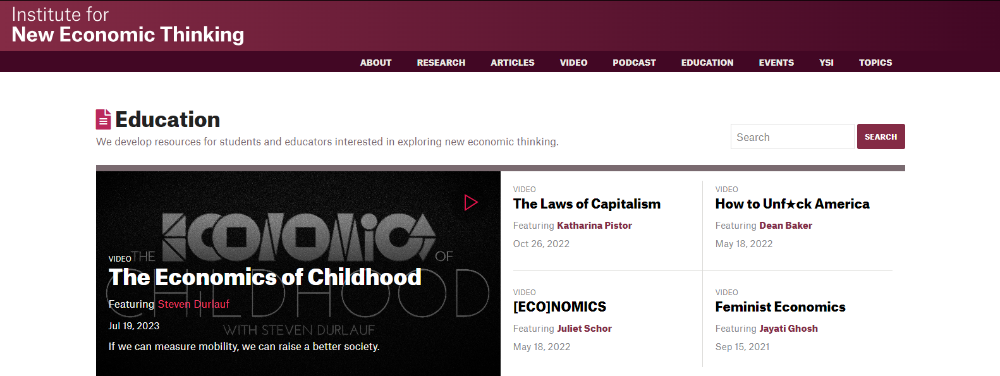 Institute for
New Economic Thinking
ABOUT RESEARCH ARTICLES VIDEO PODCAST EDUCATION EVENTS YSI TOPICS
Education
We develop resources for students and educators interested in exploring new economic thinking.
Search SEARCH
THE ECONOMICS OF
CHILDHOOD
WITH STEVEN DURLAUF
VIDEO
The Economics of Childhood
Featuring Steven Durlauf
Jul 19, 2023
If we can measure mobility, we can raise a better society.
VIDEO
The Laws of Capitalism
Featuring Katharina Pistor
Oct 26, 2022
VIDEO
How to Unf★ck America
Featuring Dean Baker
May 18, 2022
VIDEO
[ECO]NOMICS
Featuring Juliet Schor
May 18, 2022
VIDEO
Feminist Economics
Featuring Jayati Ghosh
Sep 15, 2021